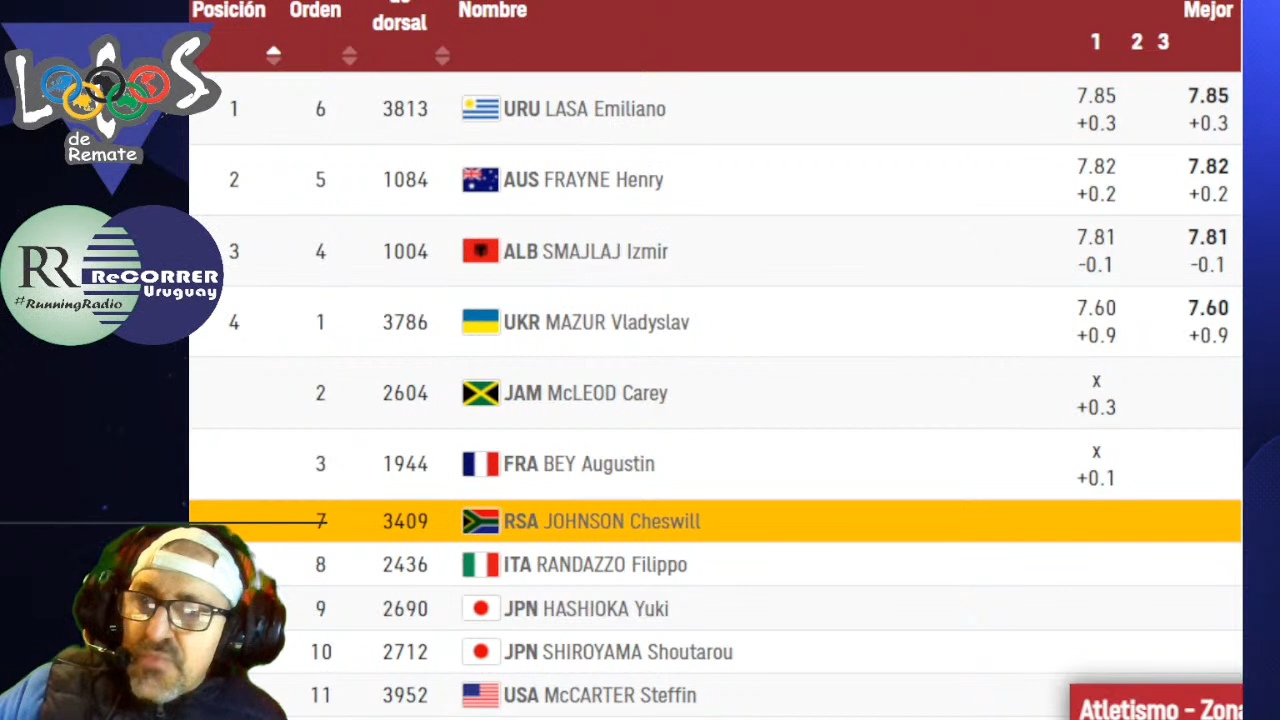 Posición Orden de dorsal Nombre Mejor
1 2 3
LOCOS
de
Remate
1 6 3813 URU LASA Emiliano 7.85 7.85
+0.3 +0.3
2 5 1084 AUS FRAYNE Henry 7.82 7.82
+0.2 +0.2
RR
#RunningRadio
ReCORRER
Uruguay
3 4 1004 ALB SMAJLAJ Izmir 7.81 7.81
-0.1 -0.1
4 1 3786 UKR MAZUR Vladyslav 7.60 7.60
+0.9 +0.9
2 2604 JAM McLEOD Carey x
+0.3
3 1944 FRA BEY Augustin x
+0.1
7 3409 RSA JOHNSON Cheswill
8 2436 ITA RANDAZZO Filippo
9 2690 JPN HASHIOKA Yuki
10 2712 JPN SHIROYAMA Shoutarou
11 3952 USA McCARTER Steffin
Atletismo - Zona